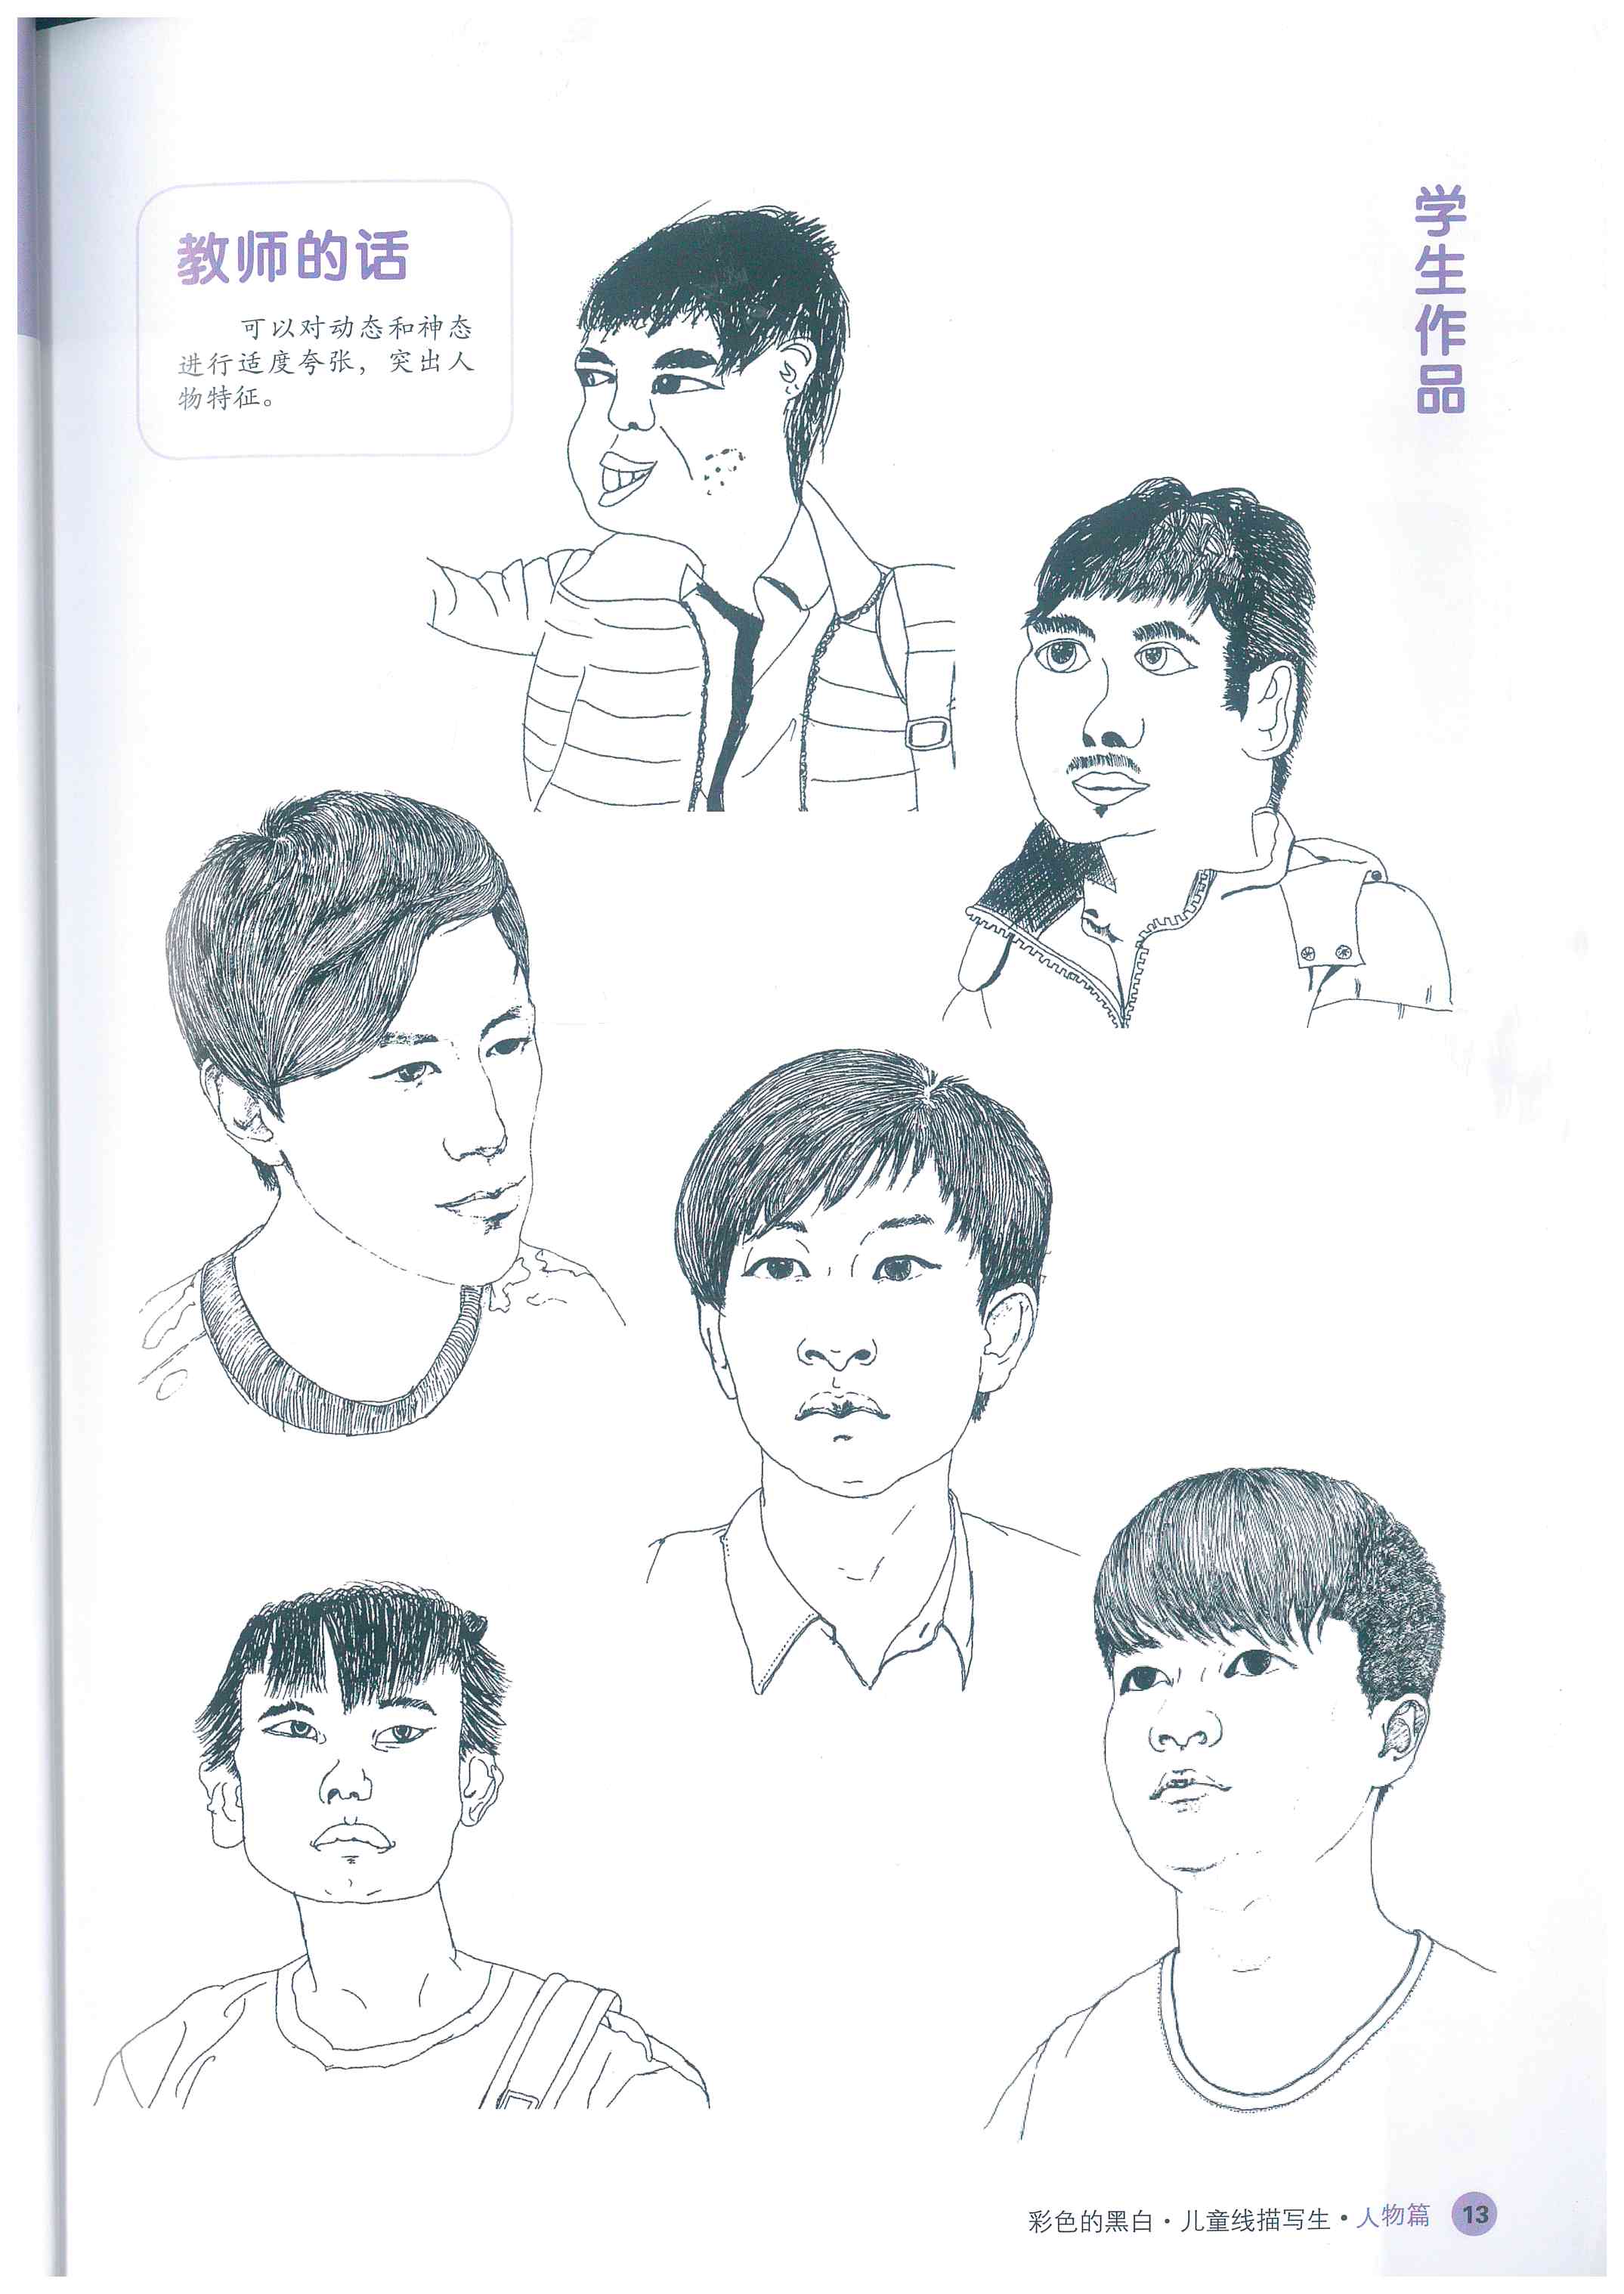 教师的话
可以对动态和神态
进行适度夸张，突出人
物特征。
学生作品
彩色的黑白·儿童线描写生·人物篇 13